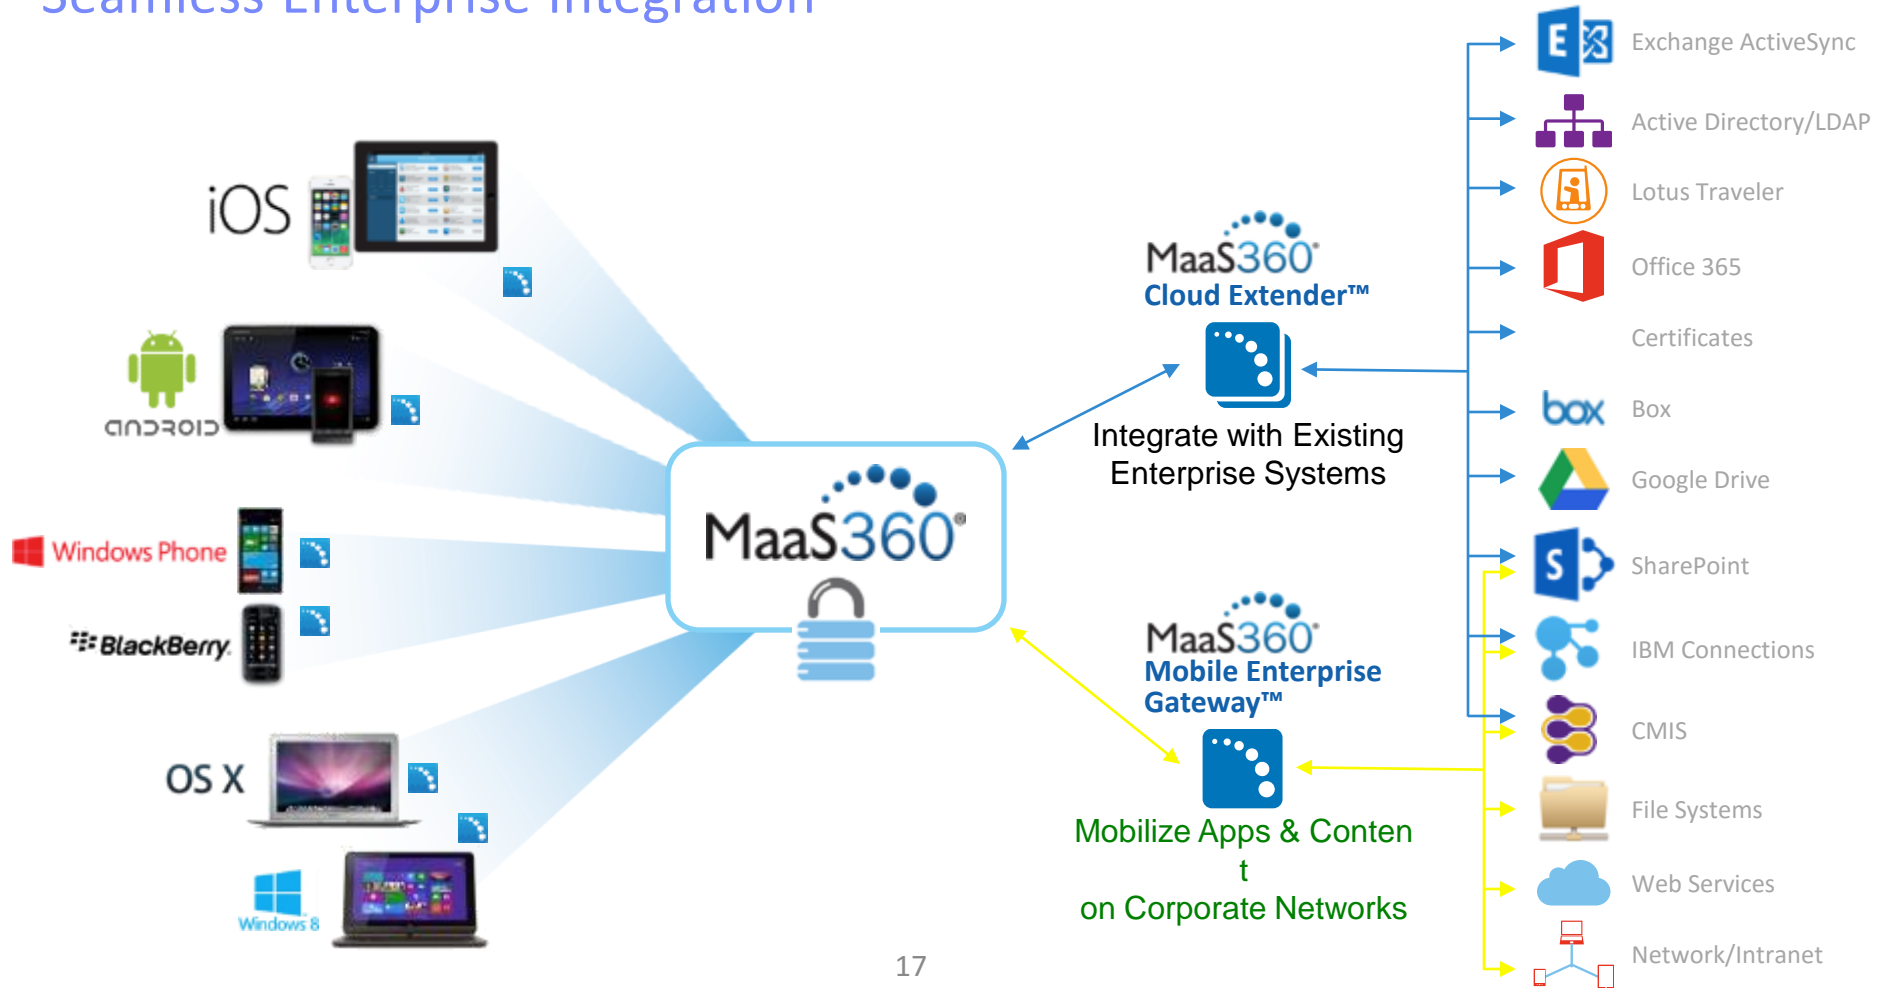 Seamless Enterprise Integration
iOS
ANDROID
Windows Phone
BlackBerry
OS X
Windows 8
MaaS360®
MaaS360®
Cloud Extender™
Integrate with Existing
Enterprise Systems
MaaS360®
Mobile Enterprise
Gateway™
Mobilize Apps & Conten
t
on Corporate Networks
E
Exchange ActiveSync
Active Directory/LDAP
Lotus Traveler
Office 365
Certificates
box
Box
Google Drive
S
SharePoint
IBM Connections
CMIS
File Systems
Web Services
Network/Intranet
17